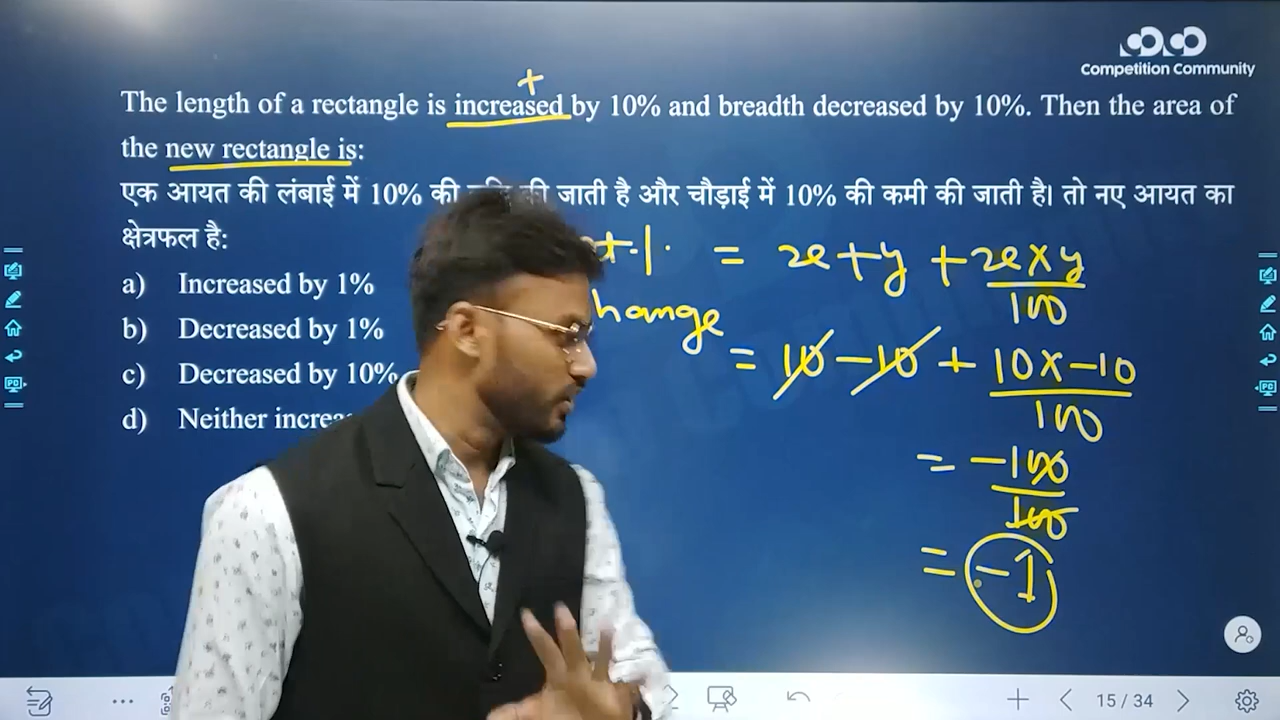 Competition Community
+
The length of a rectangle is increased by 10% and breadth decreased by 10%. Then the area of
the new rectangle is:
एक आयत की लंबाई में 10% की की जाती है और चौड़ाई में 10% की कमी की जाती है। तो नए आयत का
क्षेत्रफल है:
a) Increased by 1%
b) Decreased by 1%
c) Decreased by 10%
d) Neither
= x + y + x × y
100
= 10 - 10 + 10 × -10
100
= -100
100
= -1
15 / 34